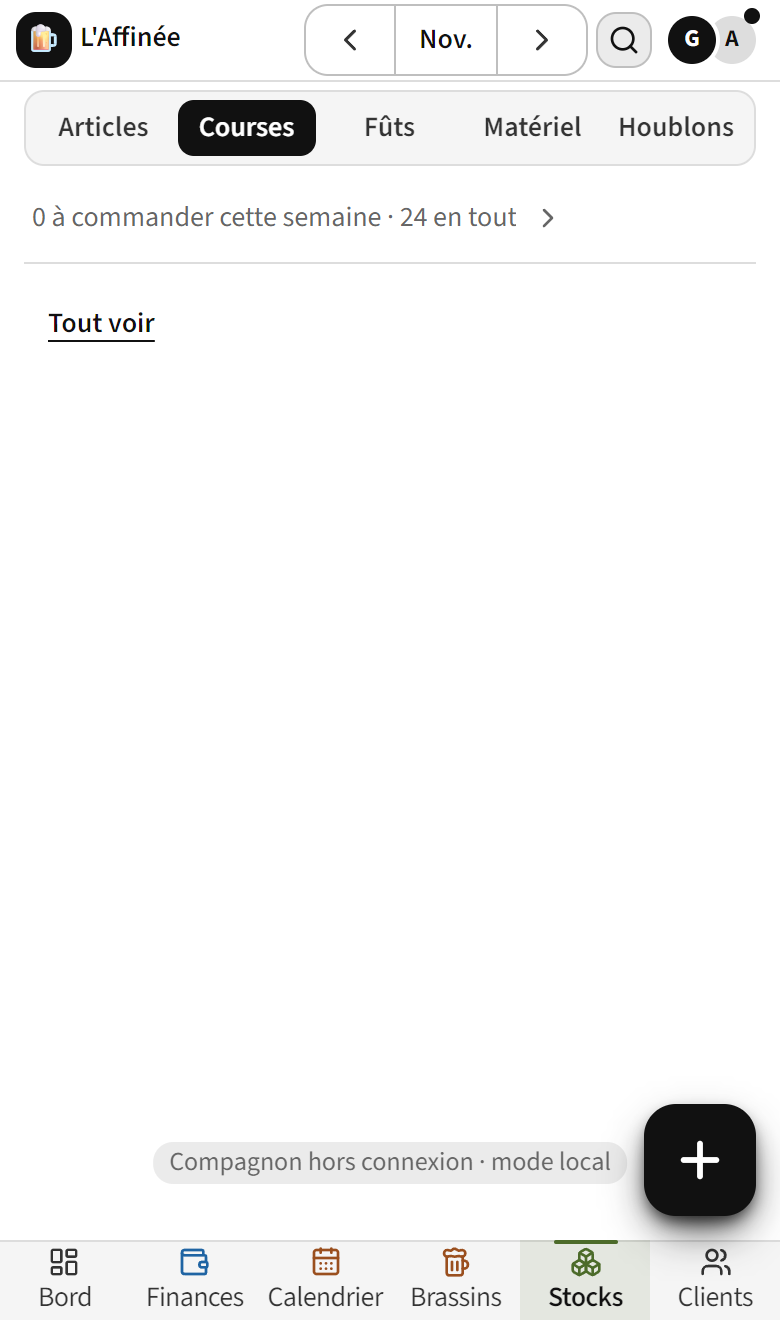 L'Affinée
Nov.
G
A
Articles
Courses
Fûts
Matériel
Houblons
0 à commander cette semaine · 24 en tout
Tout voir
Compagnon hors connexion · mode local
Bord
Finances
Calendrier
Brassins
Stocks
Clients